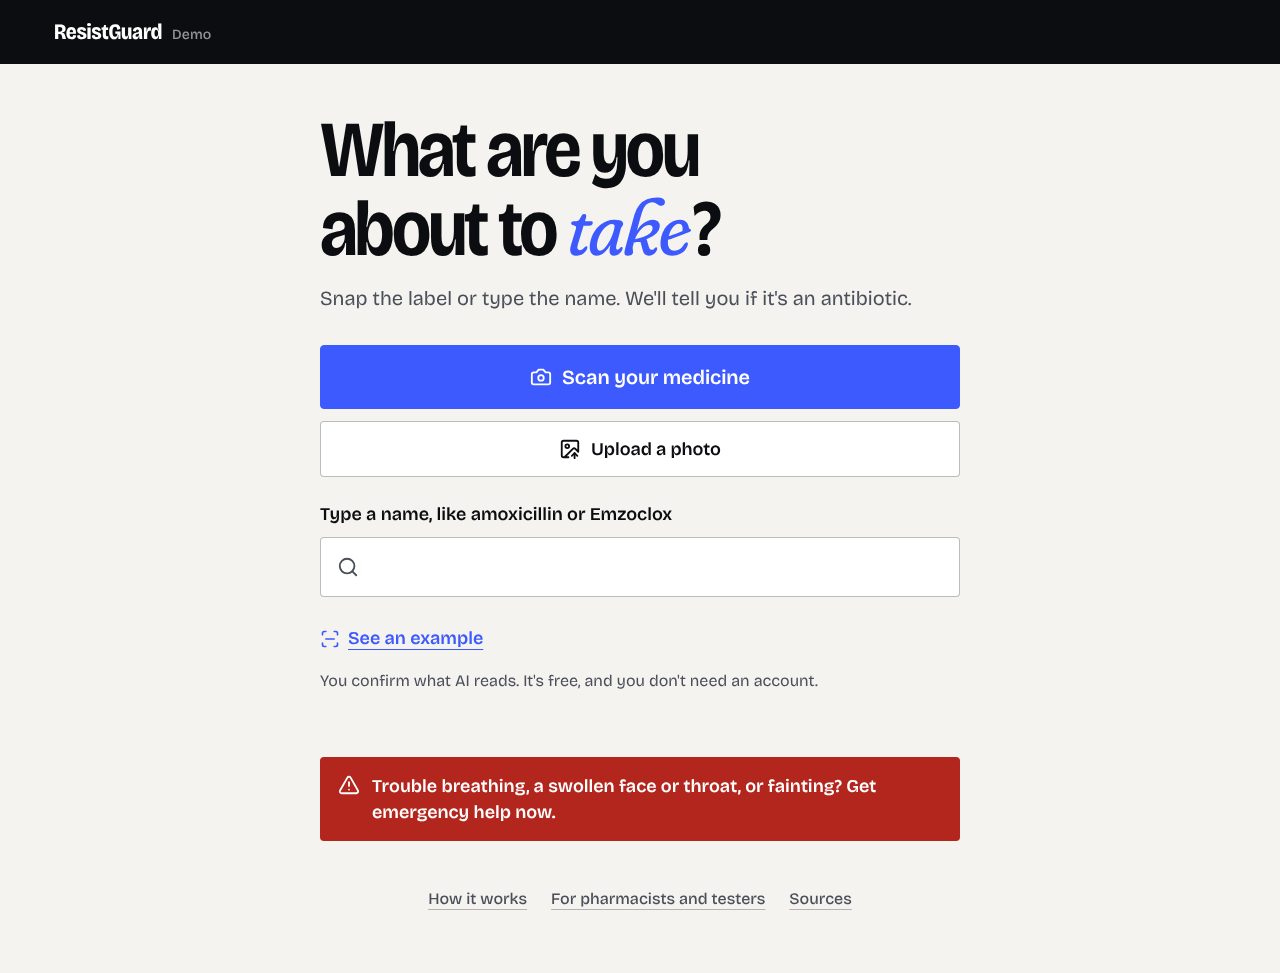 ResistGuard Demo
What are you
about to take?
Snap the label or type the name. We'll tell you if it's an antibiotic.
Scan your medicine
Upload a photo
Type a name, like amoxicillin or Emzoclox
See an example
You confirm what AI reads. It's free, and you don't need an account.
Trouble breathing, a swollen face or throat, or fainting? Get
emergency help now.
How it works For pharmacists and testers Sources